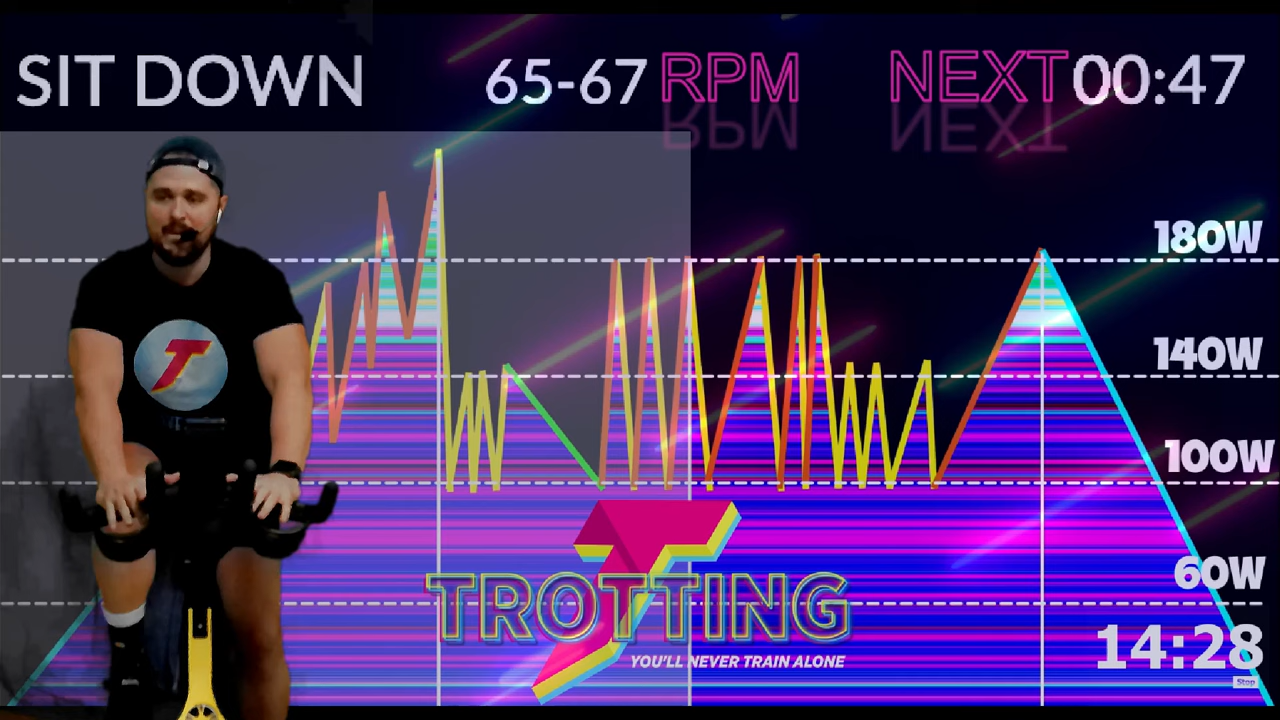 SIT DOWN 65-67 RPM NEXT 00:47
180W
140W
100W
60W
T
TROTTING
YOU'LL NEVER TRAIN ALONE
14:28
Stop